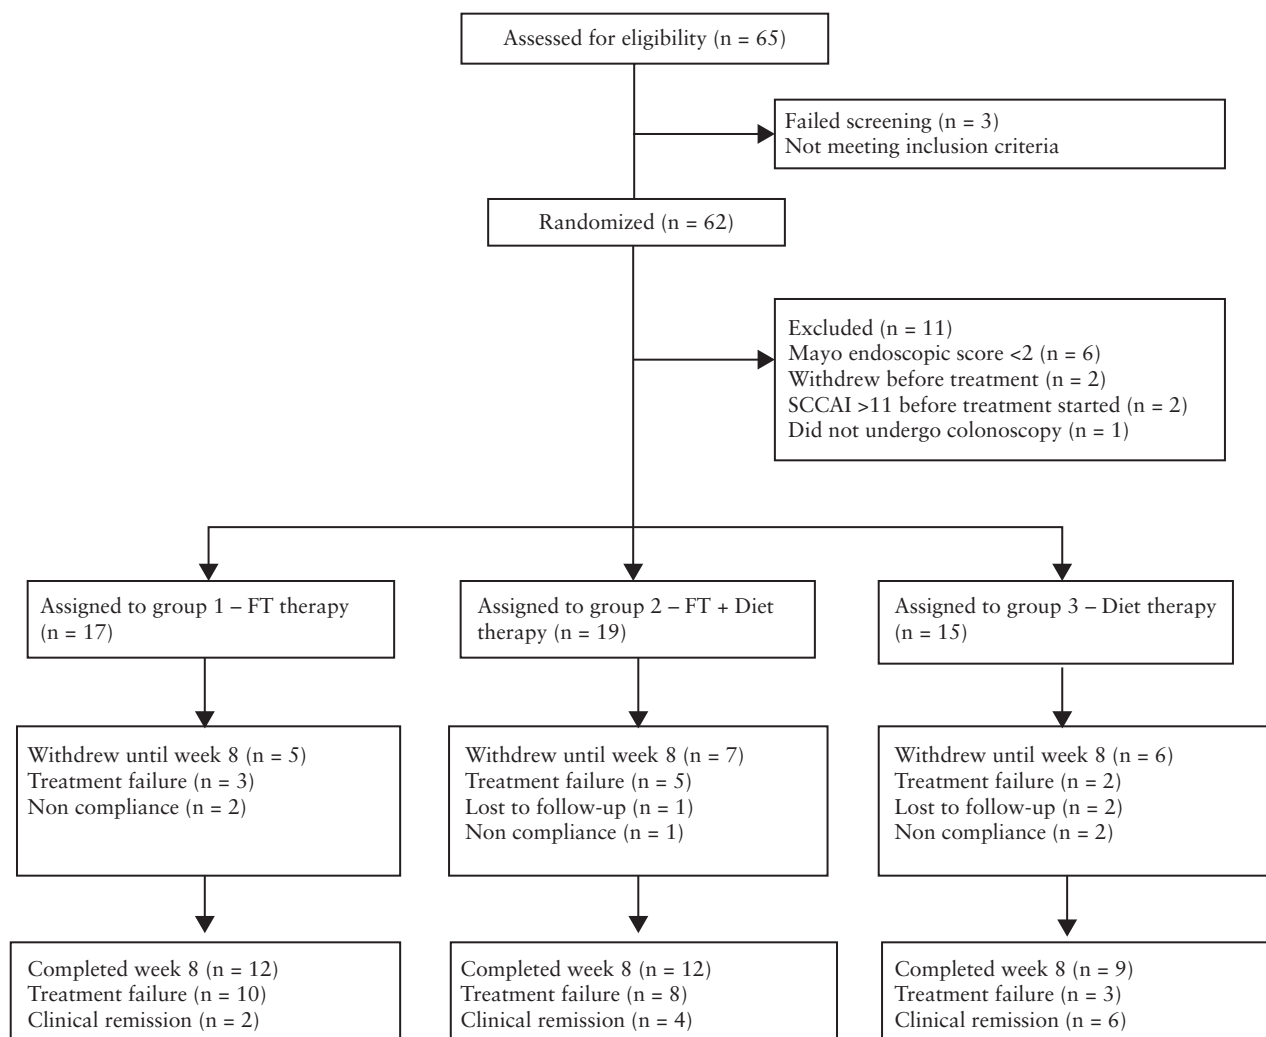 Assessed for eligibility (n = 65)
Failed screening (n = 3)
Not meeting inclusion criteria
Randomized (n = 62)
Excluded (n = 11)
Mayo endoscopic score <2 (n = 6)
Withdrew before treatment (n = 2)
SCCAI >11 before treatment started (n = 2)
Did not undergo colonoscopy (n = 1)
Assigned to group 1 – FT therapy
(n = 17)
Assigned to group 2 – FT + Diet
therapy (n = 19)
Assigned to group 3 – Diet therapy
(n = 15)
Withdrew until week 8 (n = 5)
Treatment failure (n = 3)
Non compliance (n = 2)
Withdrew until week 8 (n = 7)
Treatment failure (n = 5)
Lost to follow-up (n = 1)
Non compliance (n = 1)
Withdrew until week 8 (n = 6)
Treatment failure (n = 2)
Lost to follow-up (n = 2)
Non compliance (n = 2)
Completed week 8 (n = 12)
Treatment failure (n = 10)
Clinical remission (n = 2)
Completed week 8 (n = 12)
Treatment failure (n = 8)
Clinical remission (n = 4)
Completed week 8 (n = 9)
Treatment failure (n = 3)
Clinical remission (n = 6)